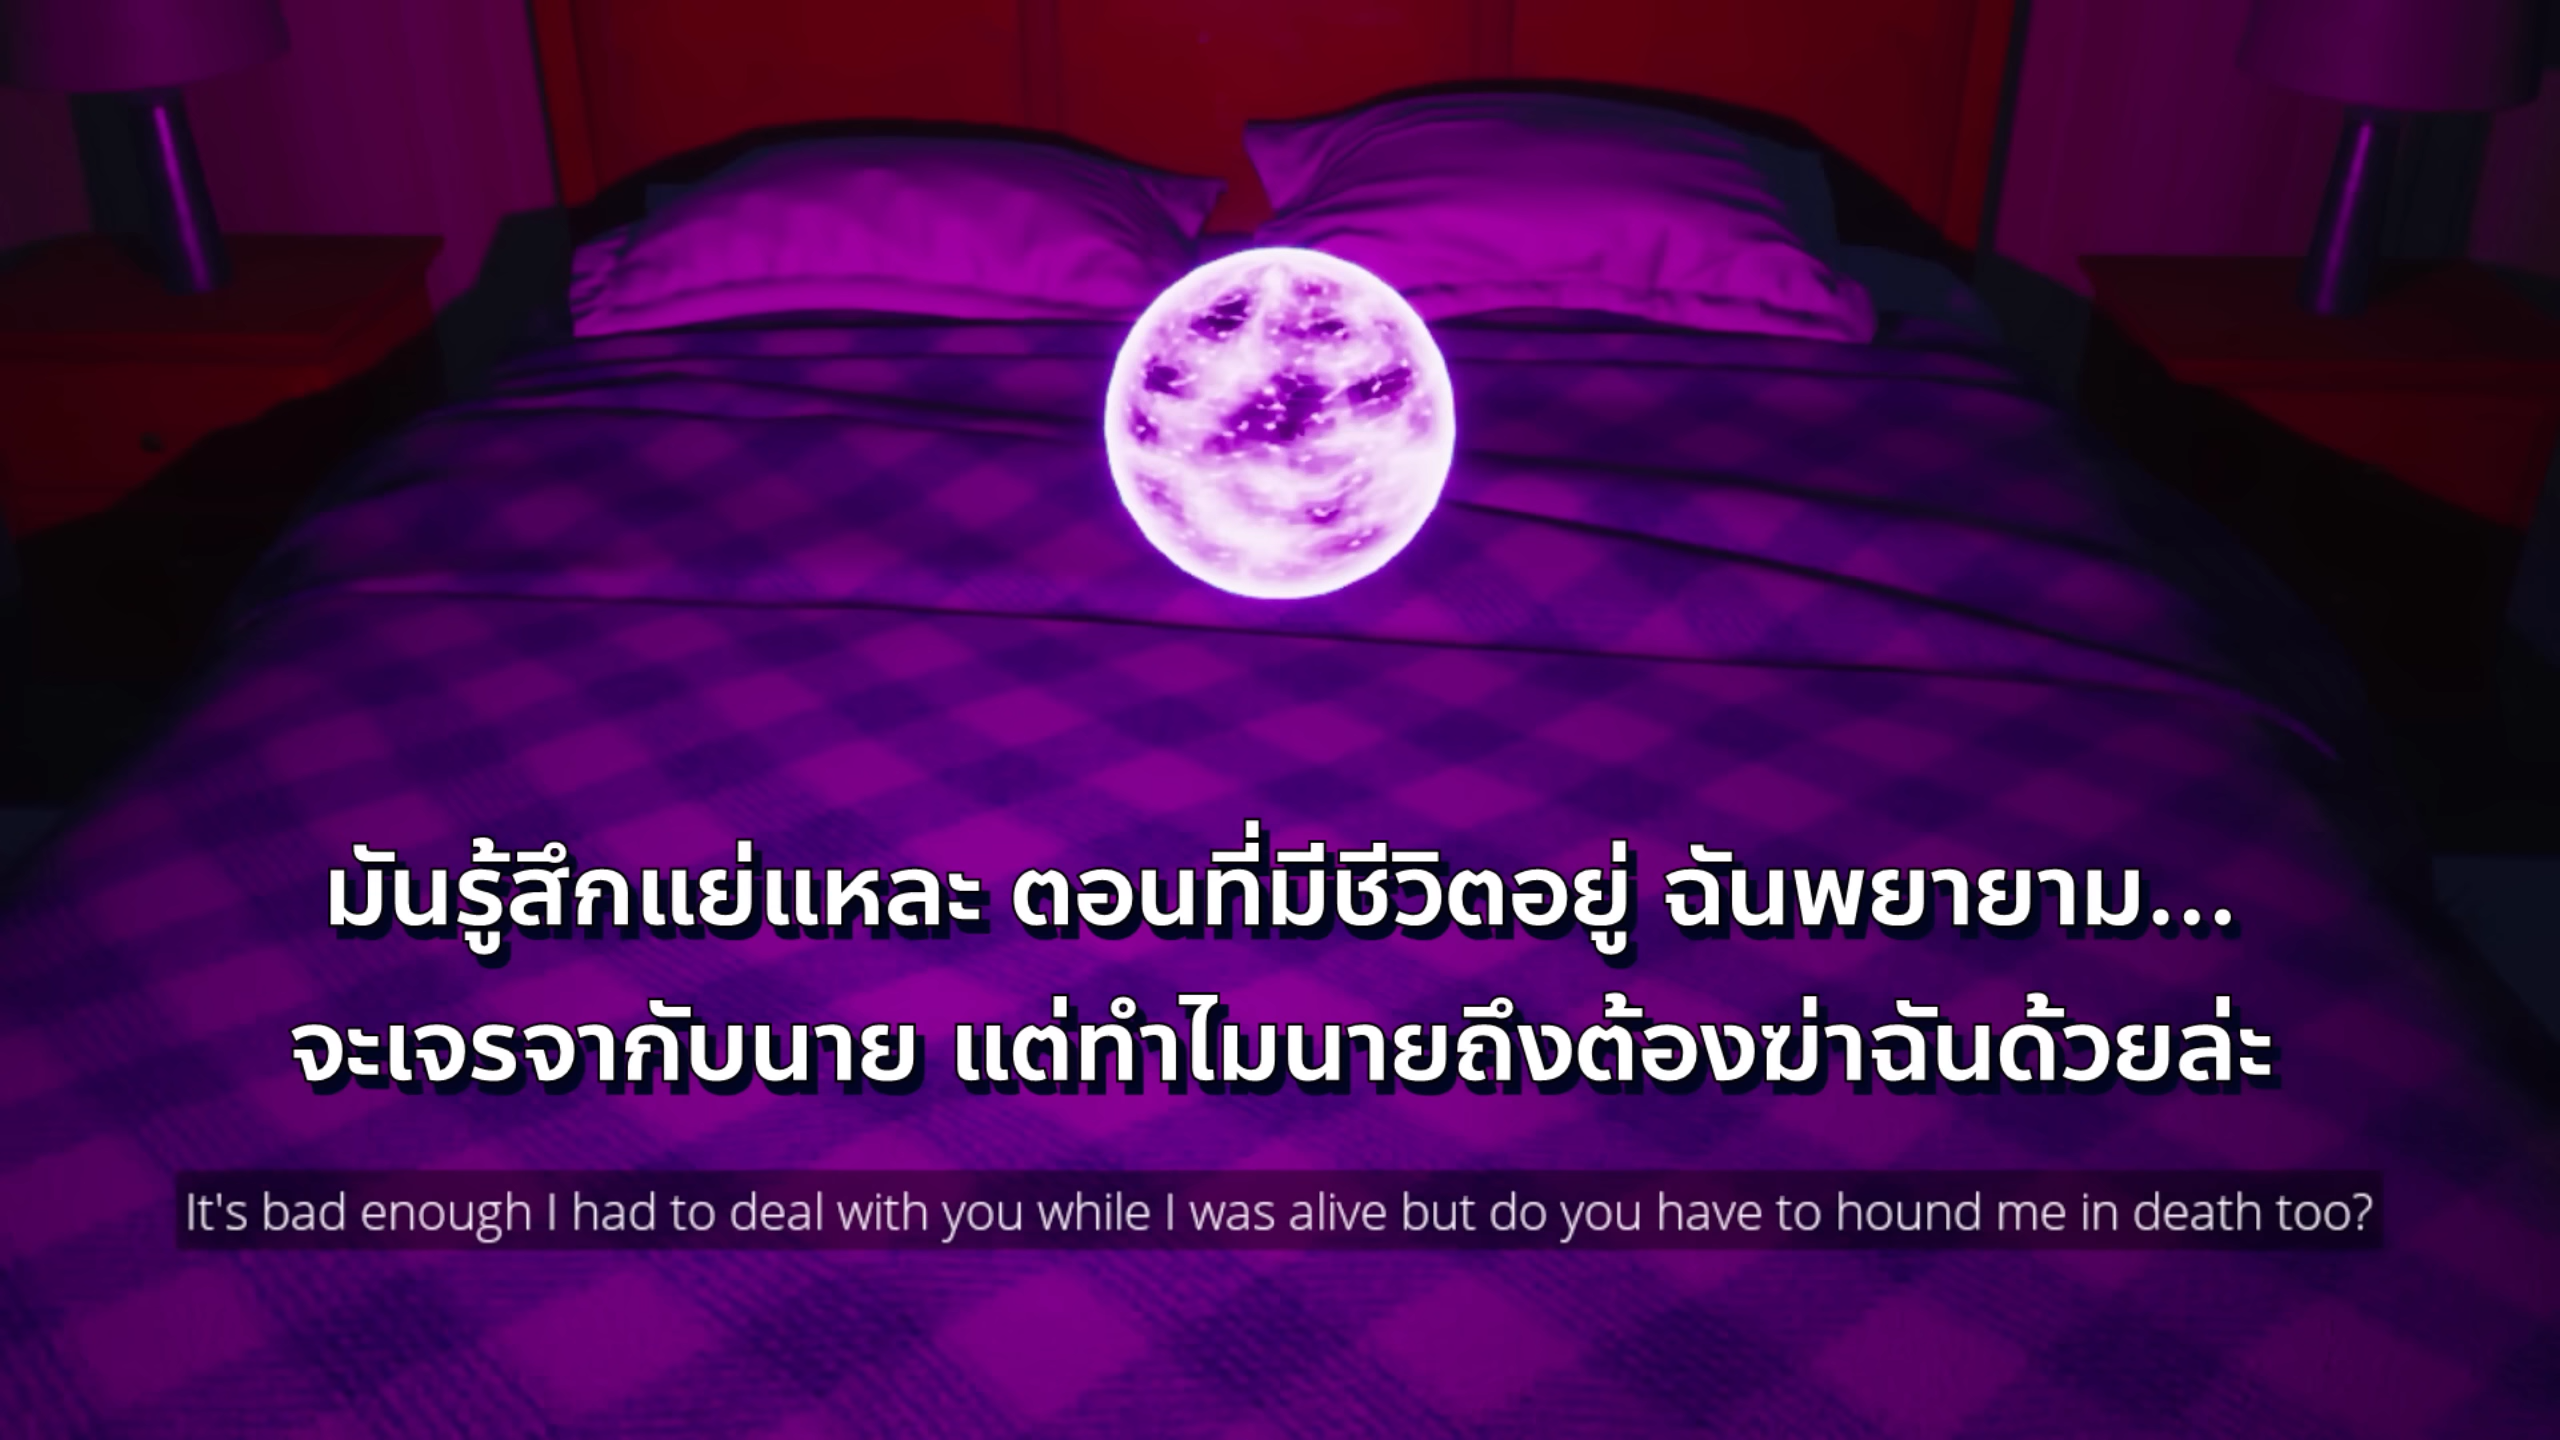 มันรู้สึกแย่แหละ ตอนที่มีชีวิตอยู่ ฉันพยายาม...
จะเจรจากับนาย แต่ทำไมนายถึงต้องฆ่าฉันด้วยล่ะ
It's bad enough I had to deal with you while I was alive but do you have to hound me in death too?